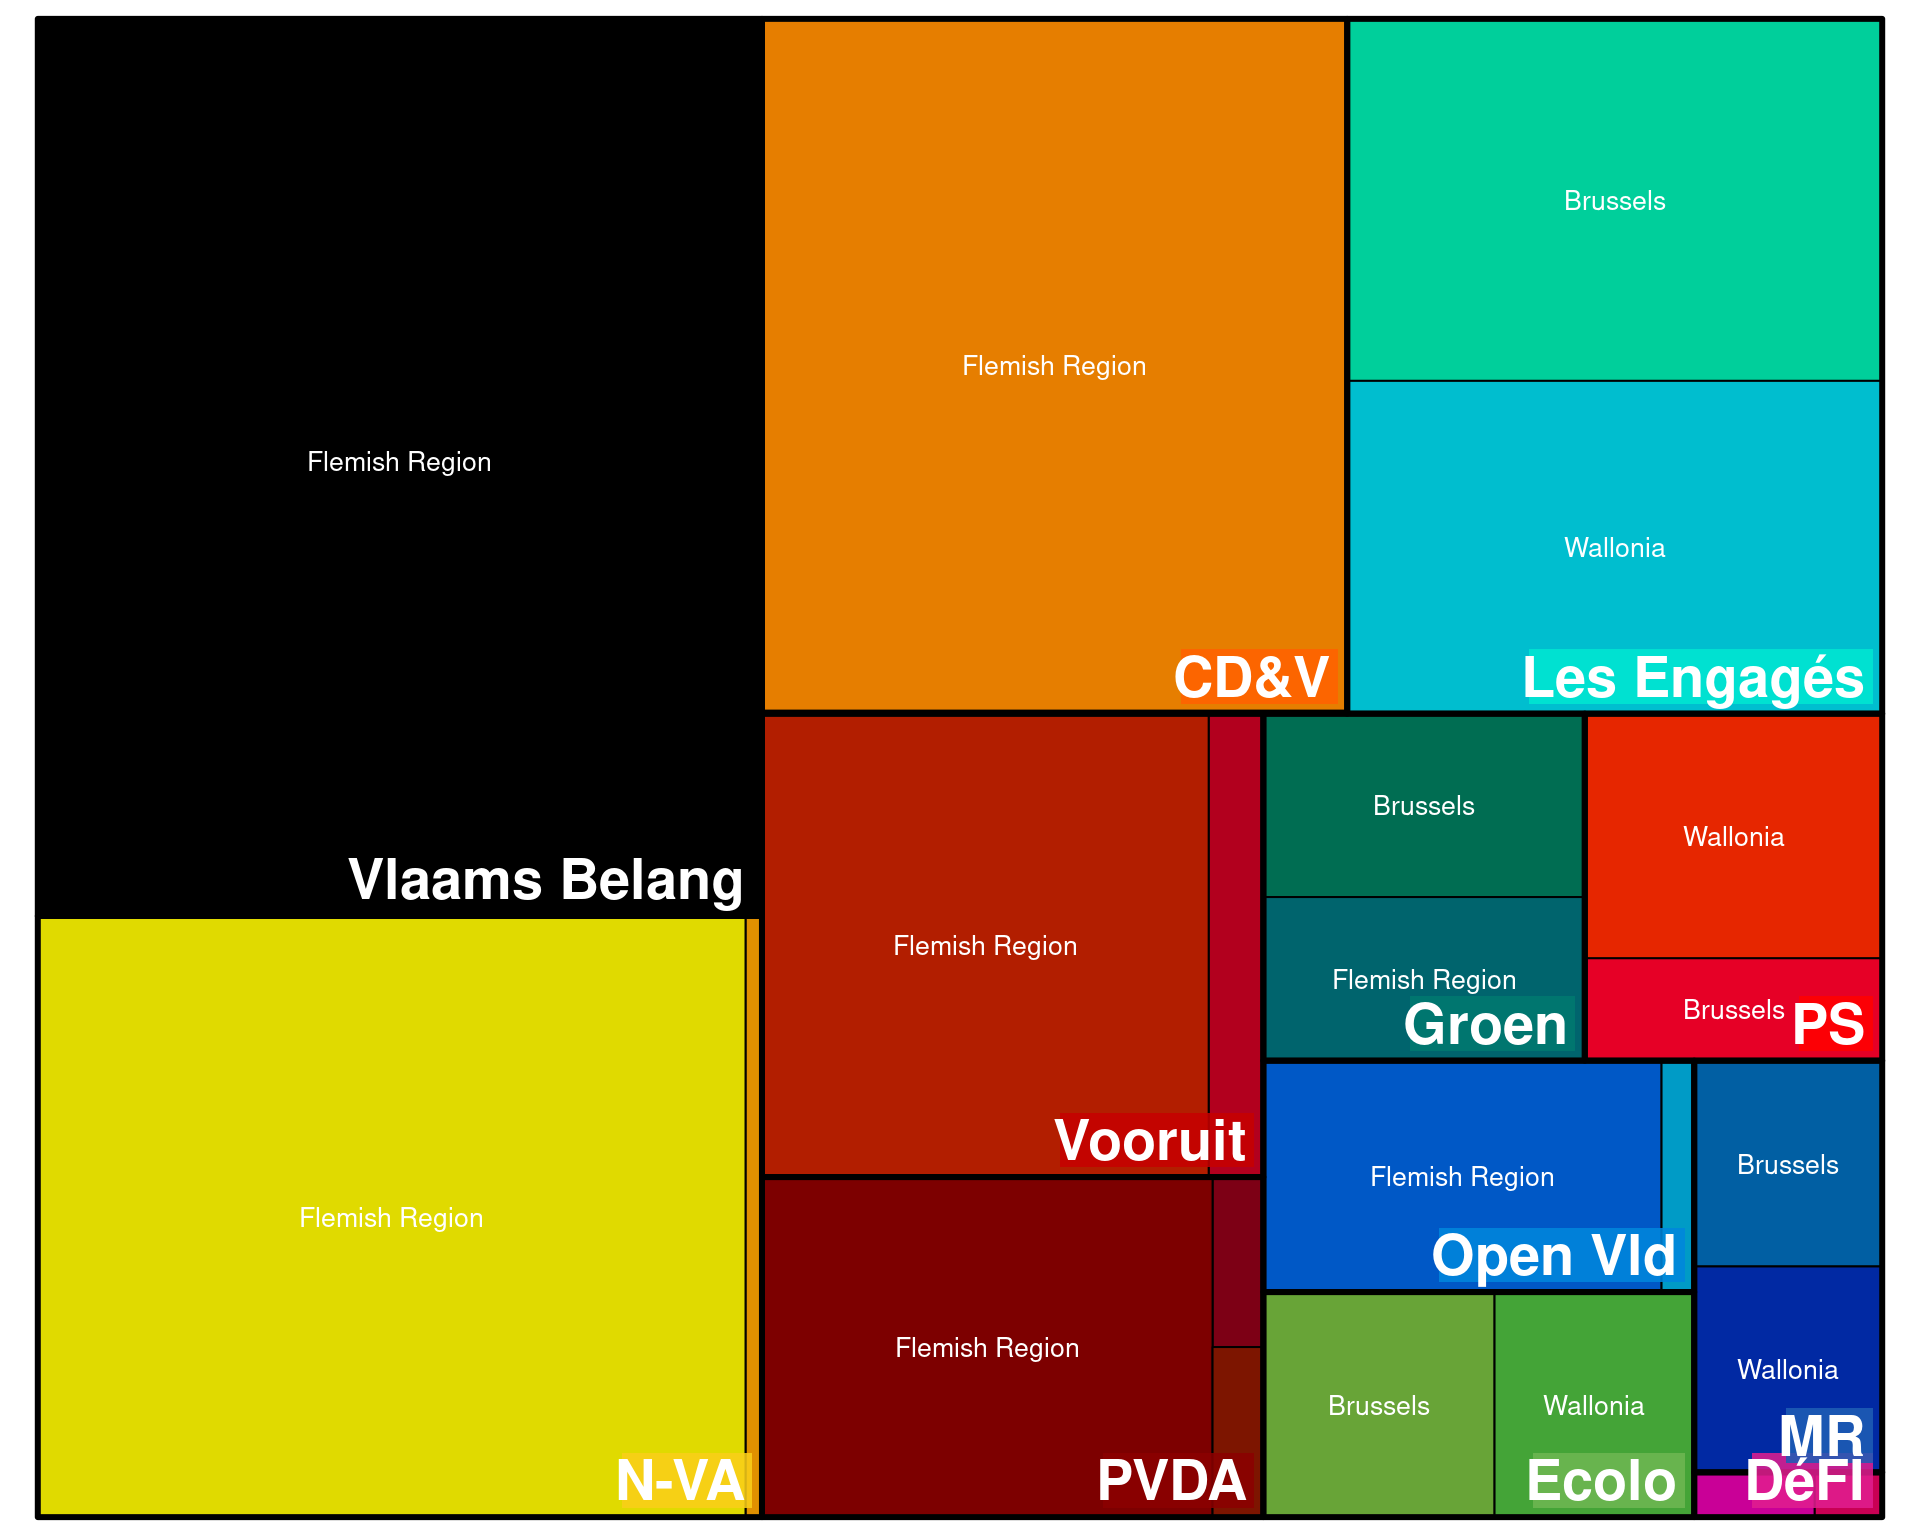 Flemish Region
Vlaams Belang
Flemish Region
N-VA
Flemish Region
CD&V
Brussels
Wallonia
Les Engagés
Flemish Region
Vooruit
Flemish Region
PVDA
Brussels
Flemish Region
Groen
Wallonia
Brussels
PS
Flemish Region
Open Vld
Brussels
Wallonia
Ecolo
Brussels
Wallonia
MR
DéFI